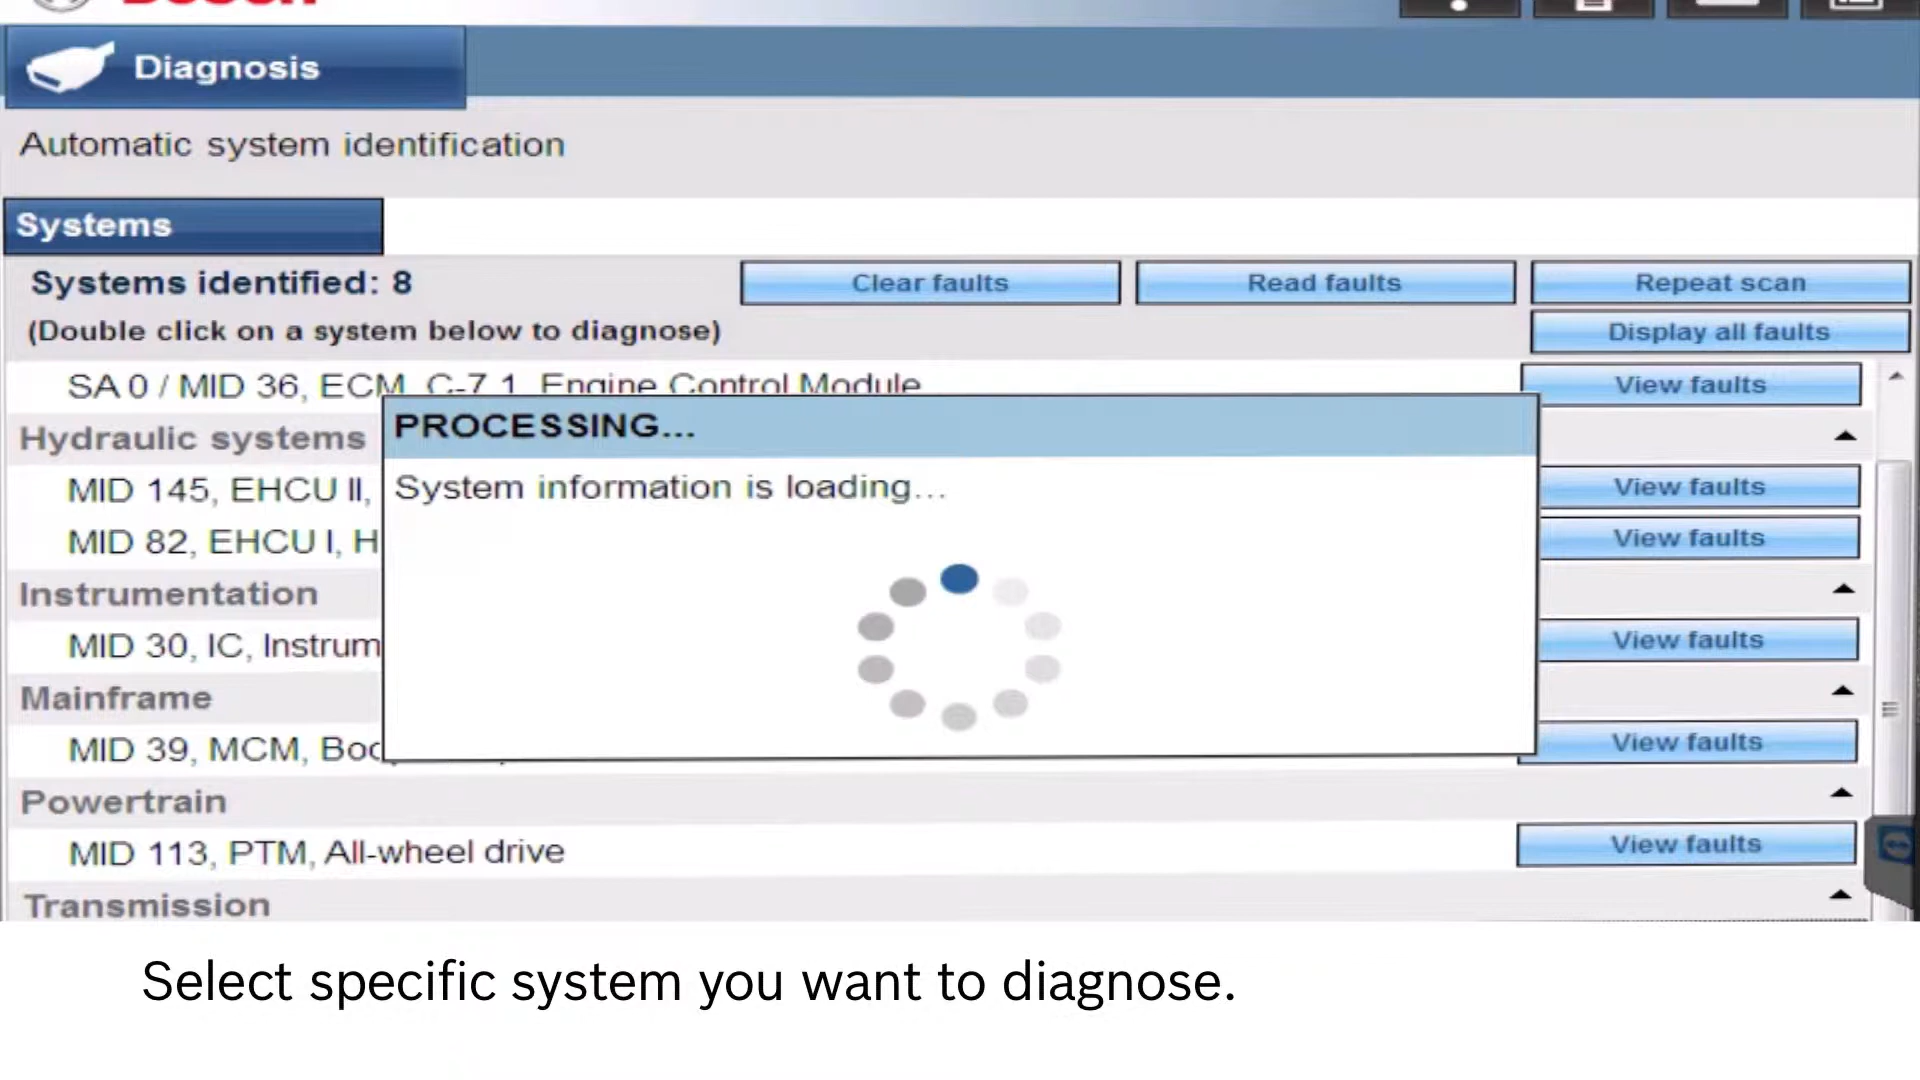 Diagnosis
Automatic system identification
Systems
Systems identified: 8
Clear faults
Read faults
Repeat scan
(Double click on a system below to diagnose)
Display all faults
SA 0 / MID 36, ECM, C-7.1, Engine Control Module
View faults
PROCESSING...
Hydraulic systems
System information is loading...
MID 145, EHCU II,
View faults
MID 82, EHCU I, H
View faults
Instrumentation
MID 30, IC, Instrum
View faults
Mainframe
MID 39, MCM, Boo
View faults
Powertrain
MID 113, PTM, All-wheel drive
View faults
Transmission
Select specific system you want to diagnose.